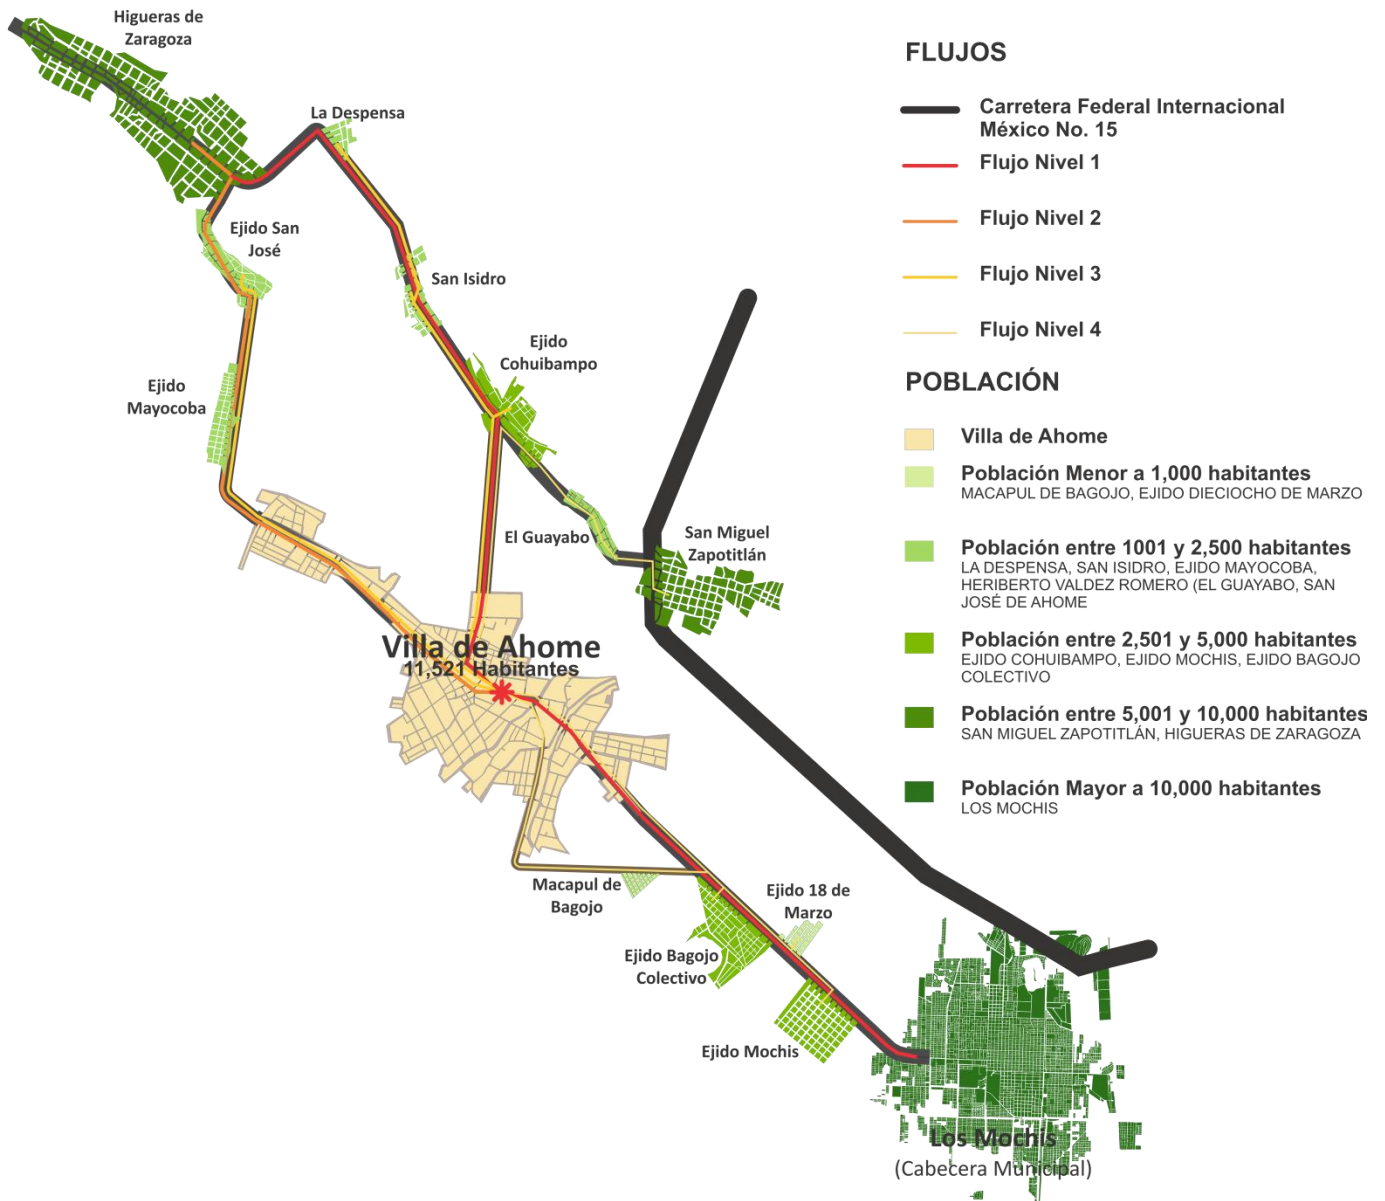 Higueras de
Zaragoza
La Despensa
Ejido San
José
San Isidro
Ejido
Cohuibampo
Ejido
Mayocoba
El Guayabo
San Miguel
Zapotitlán
Villa de Ahome
11,521 Habitantes
Macapul de
Bagojo
Ejido 18 de
Marzo
Ejido Bagojo
Colectivo
Ejido Mochis
Los Mochis
(Cabecera Municipal)
FLUJOS
Carretera Federal Internacional
México No. 15
Flujo Nivel 1
Flujo Nivel 2
Flujo Nivel 3
Flujo Nivel 4
POBLACIÓN
Villa de Ahome
Población Menor a 1,000 habitantes
MACAPUL DE BAGOJO, EJIDO DIECIOCHO DE MARZO
Población entre 1001 y 2,500 habitantes
LA DESPENSA, SAN ISIDRO, EJIDO MAYOCOBA,
HERIBERTO VALDEZ ROMERO (EL GUAYABO, SAN
JOSÉ DE AHOME
Población entre 2,501 y 5,000 habitantes
EJIDO COHUIBAMPO, EJIDO MOCHIS, EJIDO BAGOJO
COLECTIVO
Población entre 5,001 y 10,000 habitantes
SAN MIGUEL ZAPOTITLÁN, HIGUERAS DE ZARAGOZA
Población Mayor a 10,000 habitantes
LOS MOCHIS